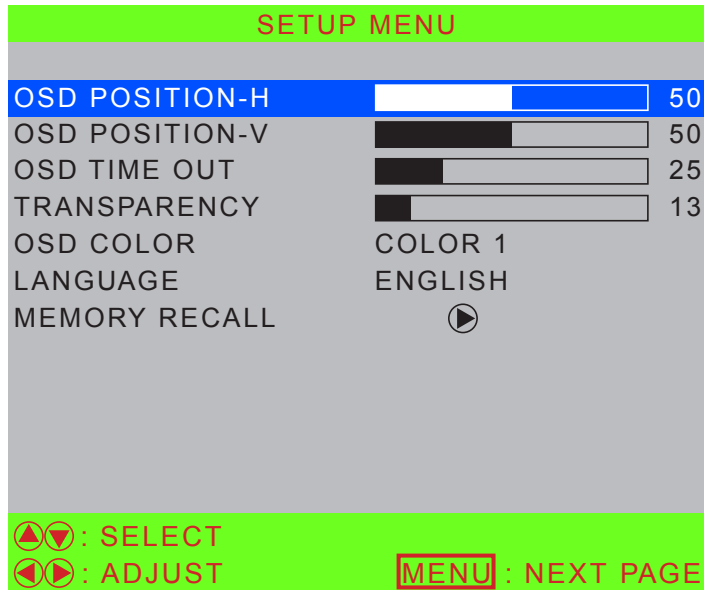 SETUP MENU
OSD POSITION-H 50
OSD POSITION-V 50
OSD TIME OUT 25
TRANSPARENCY 13
OSD COLOR COLOR 1
LANGUAGE ENGLISH
MEMORY RECALL
: SELECT
: ADJUST MENU : NEXT PAGE